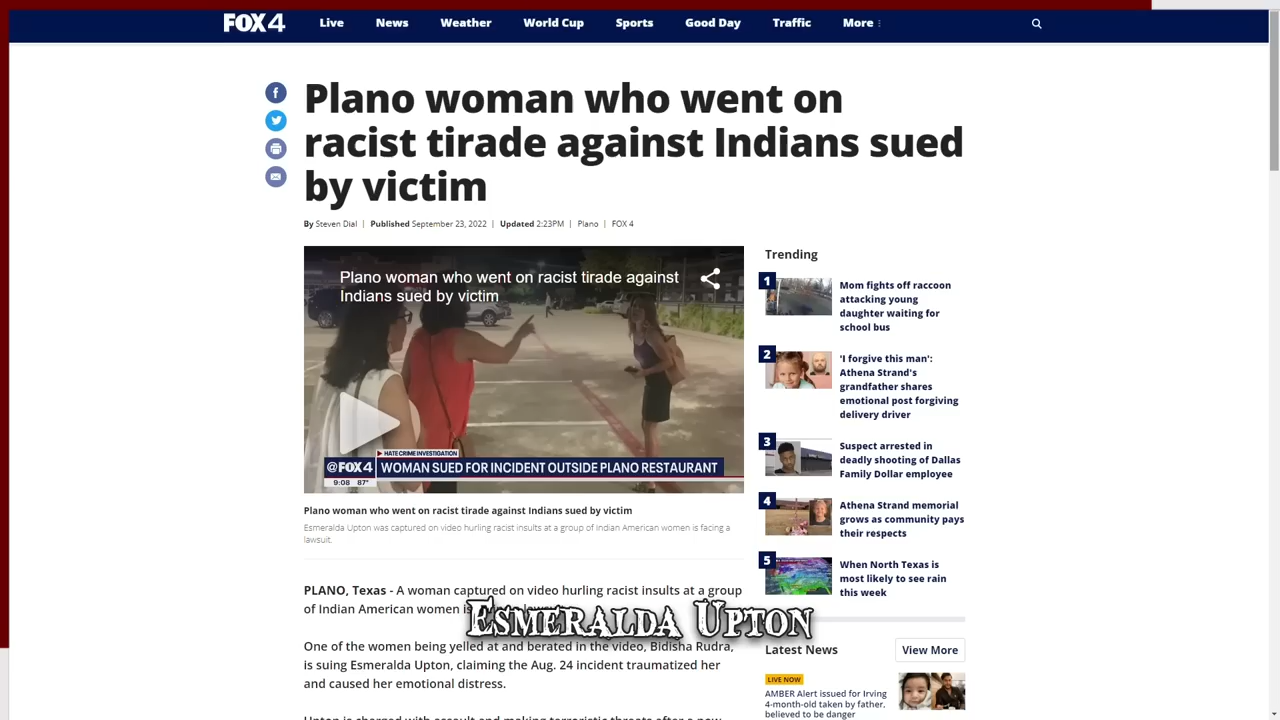 FOX 4
Live
News
Weather
World Cup
Sports
Good Day
Traffic
More
Plano woman who went on
racist tirade against Indians sued
by victim
By Steven Dial | Published September 23, 2022 | Updated 2:23PM | Plano | FOX 4
Plano woman who went on racist tirade against
Indians sued by victim
HATE CRIME INVESTIGATION
@FOX4 WOMAN SUED FOR INCIDENT OUTSIDE PLANO RESTAURANT
9:08 87°
Plano woman who went on racist tirade against Indians sued by victim
Esmeralda Upton was captured on video hurling racist insults at a group of Indian American women is facing a
lawsuit.
PLANO, Texas - A woman captured on video hurling racist insults at a group
of Indian American women is
Esmeralda Upton
One of the women being yelled at and berated in the video, Bidisha Rudra,
is suing Esmeralda Upton, claiming the Aug. 24 incident traumatized her
and caused her emotional distress.
Trending
1
Mom fights off raccoon
attacking young
daughter waiting for
school bus
2
'I forgive this man':
Athena Strand's
grandfather shares
emotional post forgiving
delivery driver
3
Suspect arrested in
deadly shooting of Dallas
Family Dollar employee
4
Athena Strand memorial
grows as community pays
their respects
5
When North Texas is
most likely to see rain
this week
Latest News
View More
LIVE NOW
AMBER Alert issued for Irving
4-month-old taken by father,
believed to be danger